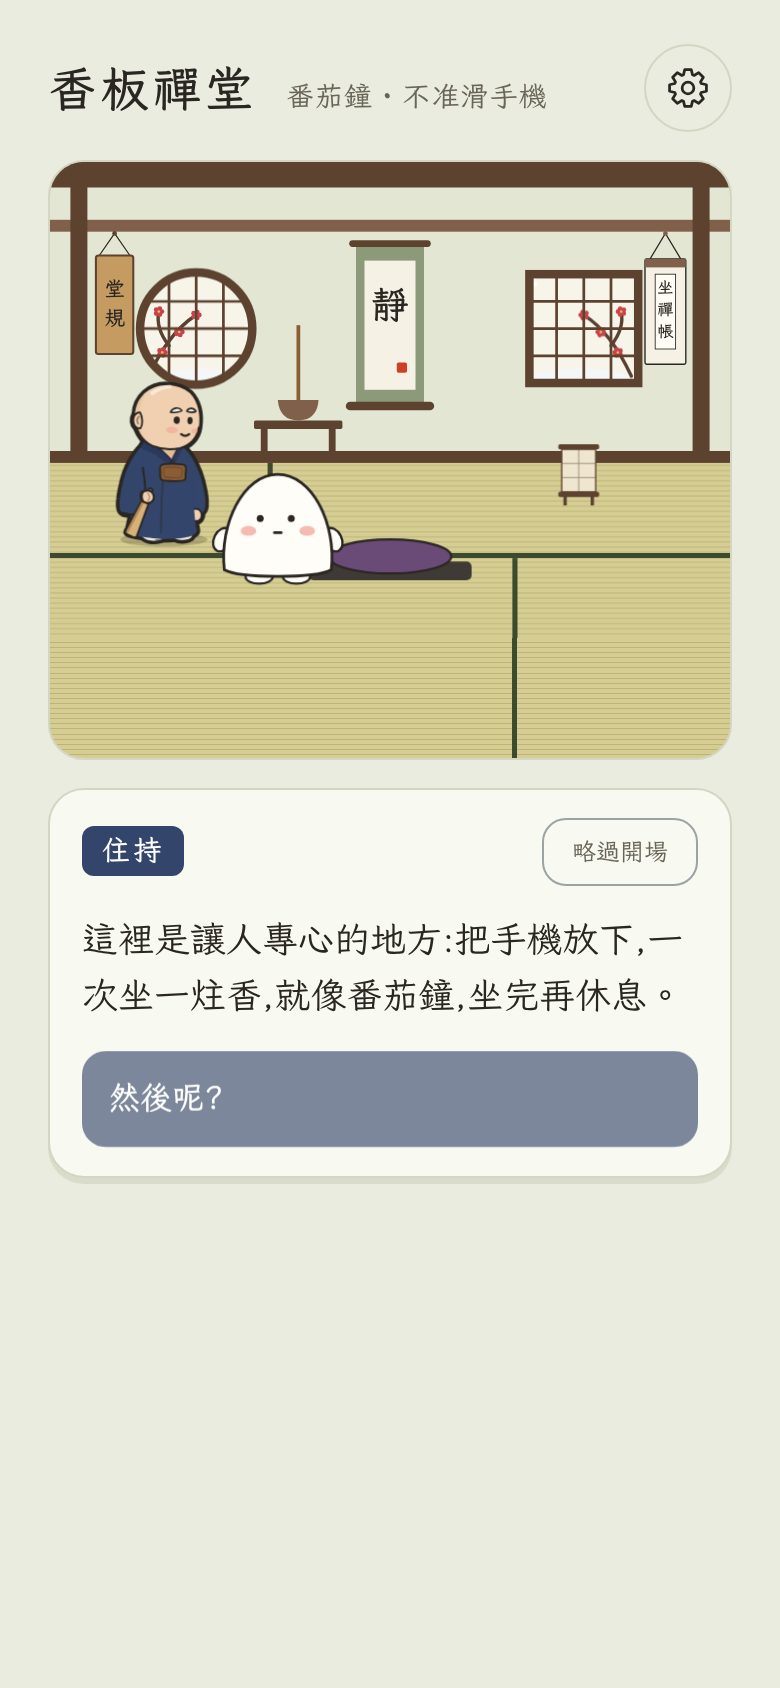 香板禪堂
番茄鐘・不准滑手機
堂規
靜
坐禪帳
住持
略過開場
這裡是讓人專心的地方:把手機放下,一
次坐一炷香,就像番茄鐘,坐完再休息。
然後呢?